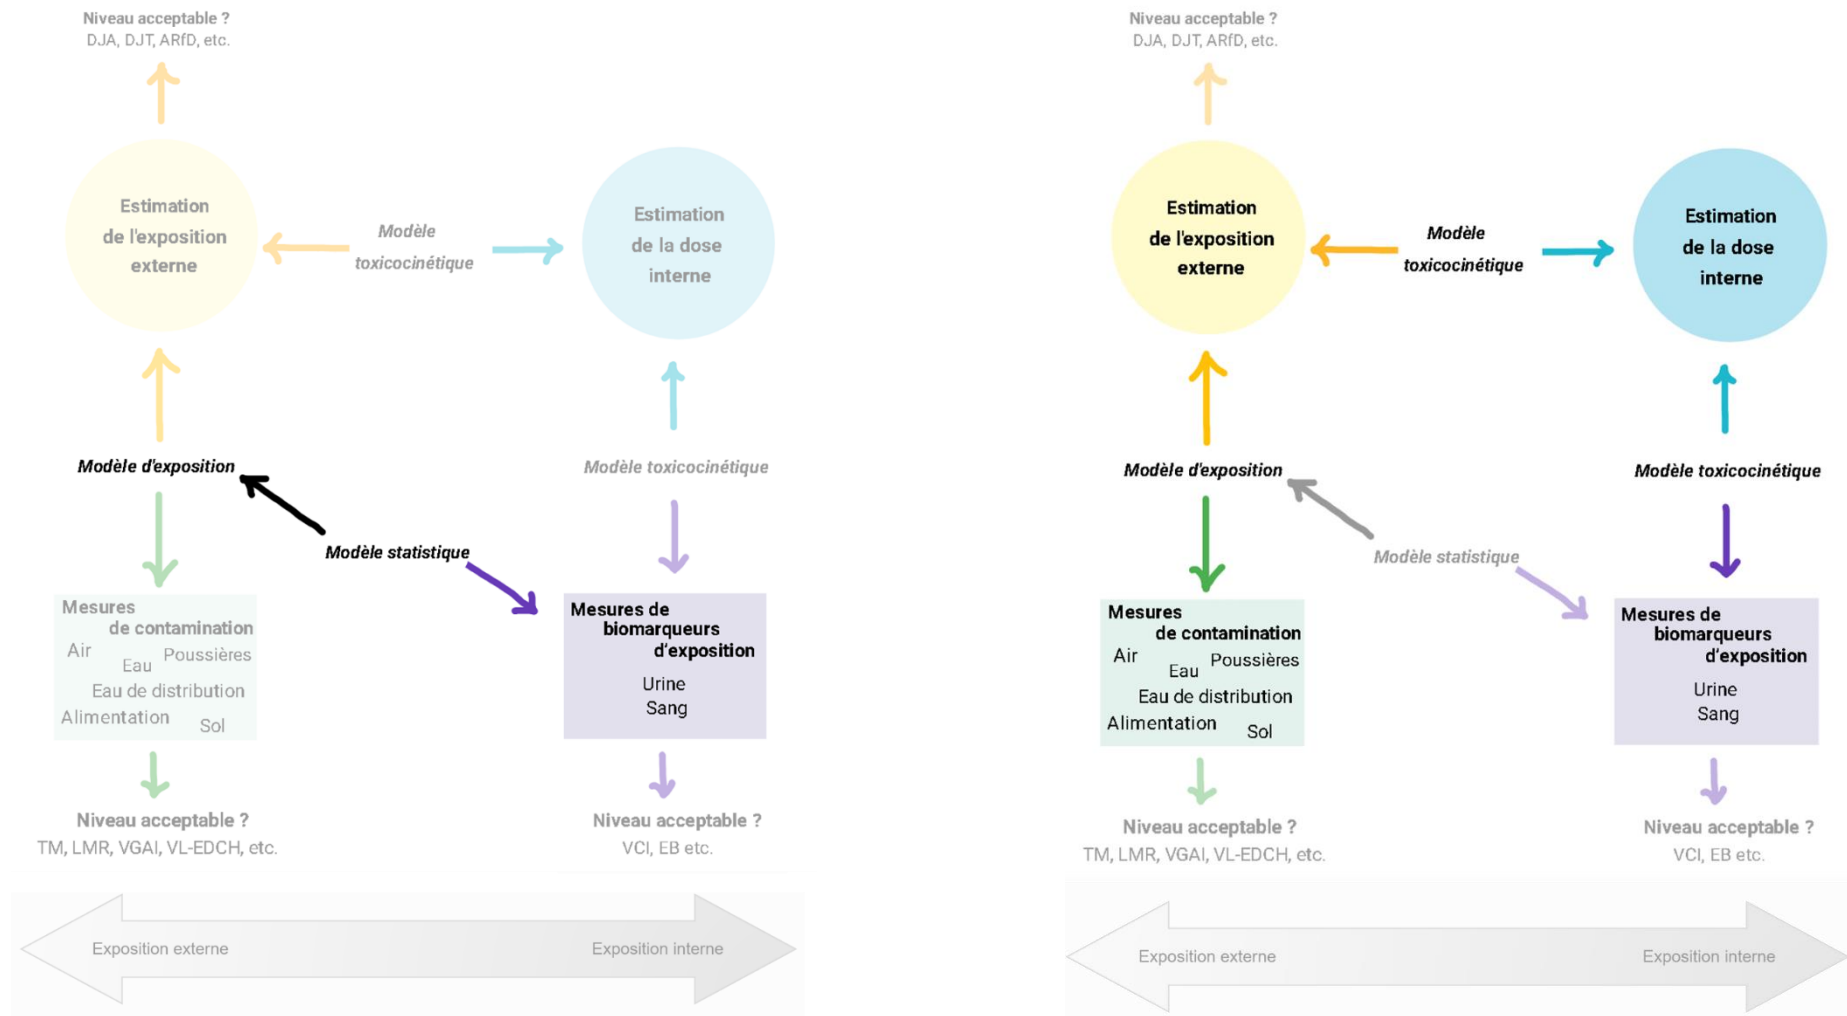 Niveau acceptable ?
DJA, DJT, ARfD, etc.
Estimation
de l'exposition
externe
Modèle
toxicocinétique
Estimation
de la dose
interne
Modèle d'exposition
Modèle toxicocinétique
Modèle statistique
Mesures
de contamination
Air
Eau
Poussières
Eau de distribution
Alimentation
Sol
Mesures de
biomarqueurs
d'exposition
Urine
Sang
Niveau acceptable ?
TM, LMR, VGAI, VL-EDCH, etc.
Niveau acceptable ?
VCI, EB etc.
Exposition externe
Exposition interne
Niveau acceptable ?
DJA, DJT, ARfD, etc.
Estimation
de l'exposition
externe
Modèle
toxicocinétique
Estimation
de la dose
interne
Modèle d'exposition
Modèle toxicocinétique
Modèle statistique
Mesures
de contamination
Air
Eau
Poussières
Eau de distribution
Alimentation
Sol
Mesures de
biomarqueurs
d'exposition
Urine
Sang
Niveau acceptable ?
TM, LMR, VGAI, VL-EDCH, etc.
Niveau acceptable ?
VCI, EB etc.
Exposition externe
Exposition interne